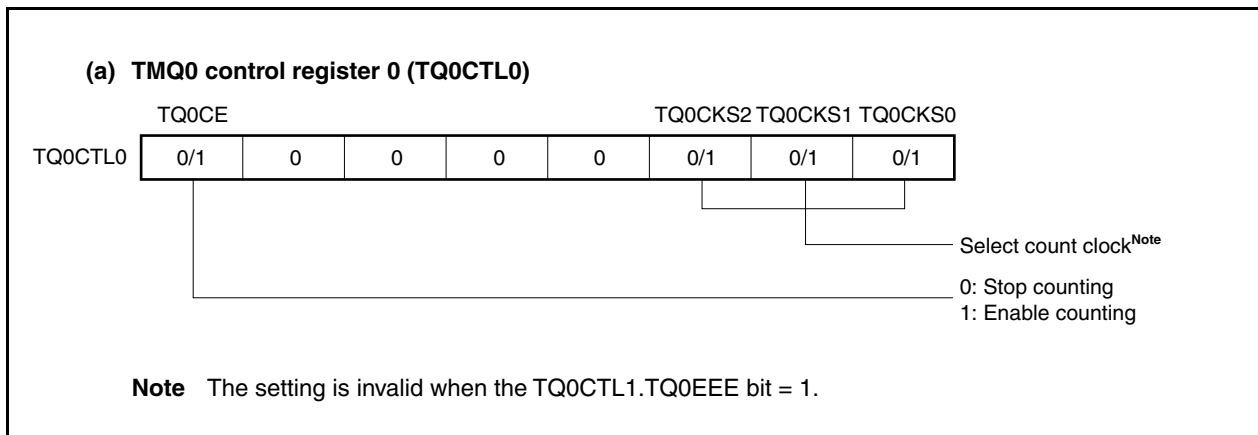 (a) TMQ0 control register 0 (TQ0CTL0)
TQ0CE TQ0CKS2 TQ0CKS1 TQ0CKS0
TQ0CTL0 0/1 0 0 0 0 0/1 0/1 0/1
Select count clockNote
0: Stop counting
1: Enable counting
Note The setting is invalid when the TQ0CTL1.TQ0EEE bit = 1.